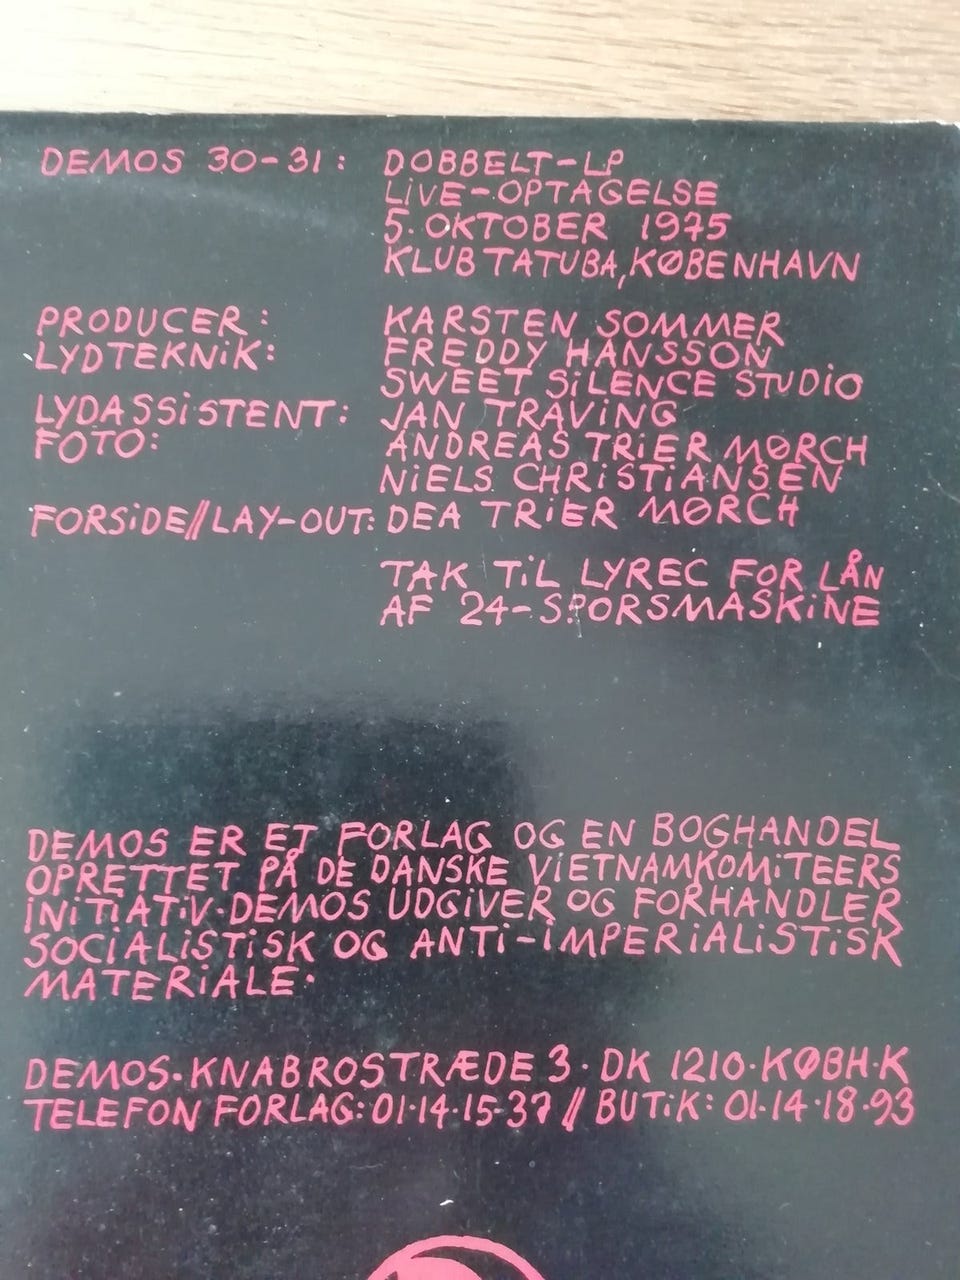 DEMOS 30-31: DOBBELT-LP
LiVE-OPTAGELSE
5. OKTOBER 1975
KLUB TATUBA, KØBENHAVN
PRODUCER: KARSTEN SOMMER
LYDTEKNiK: FREDDY HANSSON
SWEET SiLENCE STUDiO
LYDASSiSTENT: JAN TRAViNG
FOTO: ANDREAS TRiER MØRCH
NiELS CHRiSTiANSEN
FORSiDE//LAY-OUT: DEA TRiER MØRCH
TAK TiL LYREC FOR LÅN
AF 24-SPORSMASKiNE
DEMOS ER ET FORLAG OG EN BOGHANDEL
OPRETTET PÅ DE DANSKE ViETNAMKOMiTEERS
iNiTiATiV·DEMOS UDGiVER OG FORHANDLER
SOCiALiSTiSK OG ANTi-iMPERiALiSTiSK
MATERiALE·
DEMOS·KNABROSTRÆDE 3·DK 1210·KØBH·K
TELEFON FORLAG: 01·14·15·37 // BUTiK: 01·14·18·93